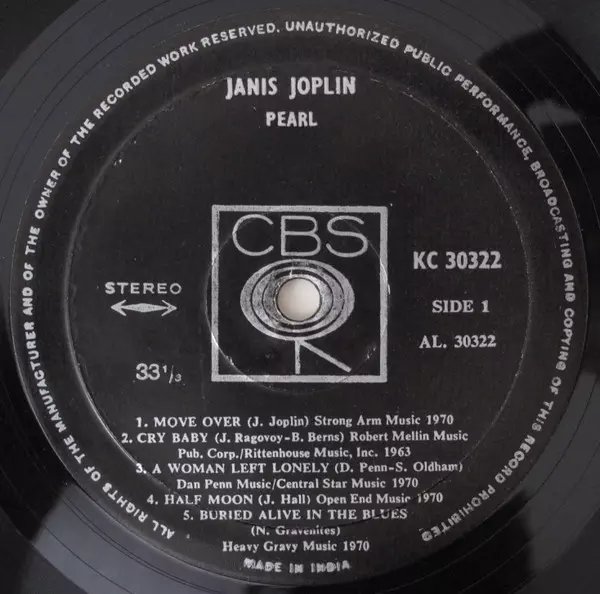 ALL RIGHTS OF THE MANUFACTURER AND OF THE OWNER OF THE RECORDED WORK RESERVED. UNAUTHORIZED PUBLIC PERFORMANCE, BROADCASTING AND COPYING OF THIS RECORD PROHIBITED
JANIS JOPLIN
PEARL
CBS
STEREO
33 1/3
KC 30322
SIDE 1
AL. 30322
1. MOVE OVER (J. Joplin) Strong Arm Music 1970
2. CRY BABY (J. Ragovoy-B. Berns) Robert Mellin Music
Pub. Corp./Rittenhouse Music, Inc. 1963
3. A WOMAN LEFT LONELY (D. Penn-S. Oldham)
Dan Penn Music/Central Star Music 1970
4. HALF MOON (J. Hall) Open End Music 1970
5. BURIED ALIVE IN THE BLUES
(N. Gravenites)
Heavy Gravy Music 1970
MADE IN INDIA